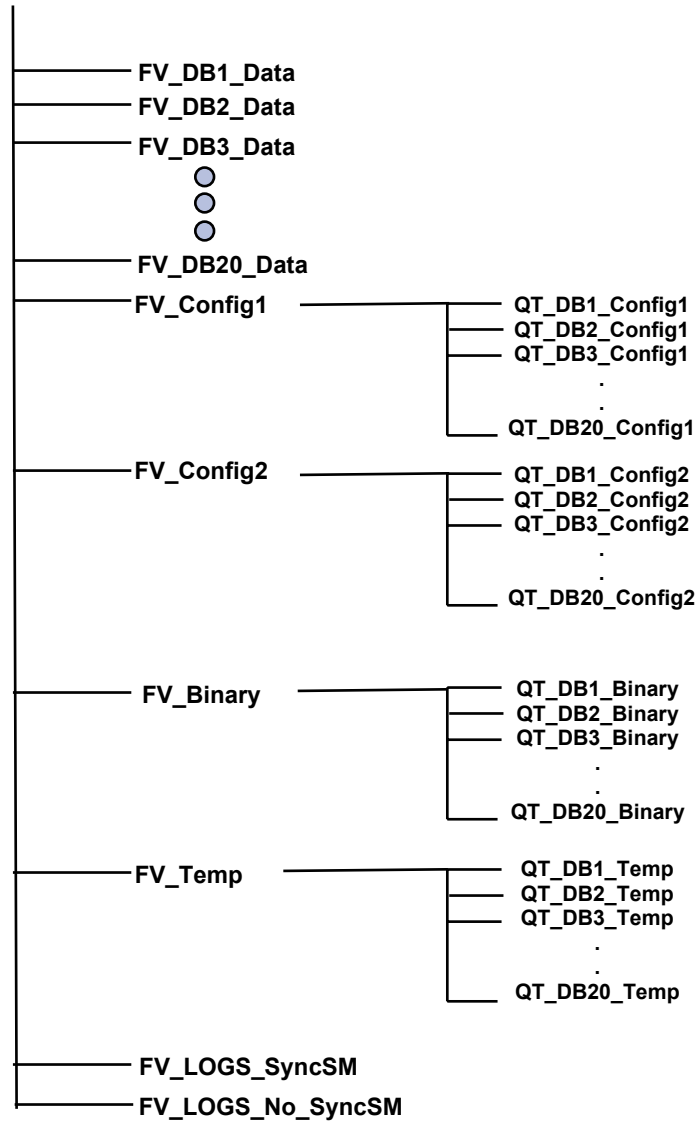 FV_DB1_Data
FV_DB2_Data
FV_DB3_Data
FV_DB20_Data
FV_Config1
QT_DB1_Config1
QT_DB2_Config1
QT_DB3_Config1
.
.
QT_DB20_Config1
FV_Config2
QT_DB1_Config2
QT_DB2_Config2
QT_DB3_Config2
.
.
QT_DB20_Config2
FV_Binary
QT_DB1_Binary
QT_DB2_Binary
QT_DB3_Binary
.
.
QT_DB20_Binary
FV_Temp
QT_DB1_Temp
QT_DB2_Temp
QT_DB3_Temp
.
.
QT_DB20_Temp
FV_LOGS_SyncSM
FV_LOGS_No_SyncSM